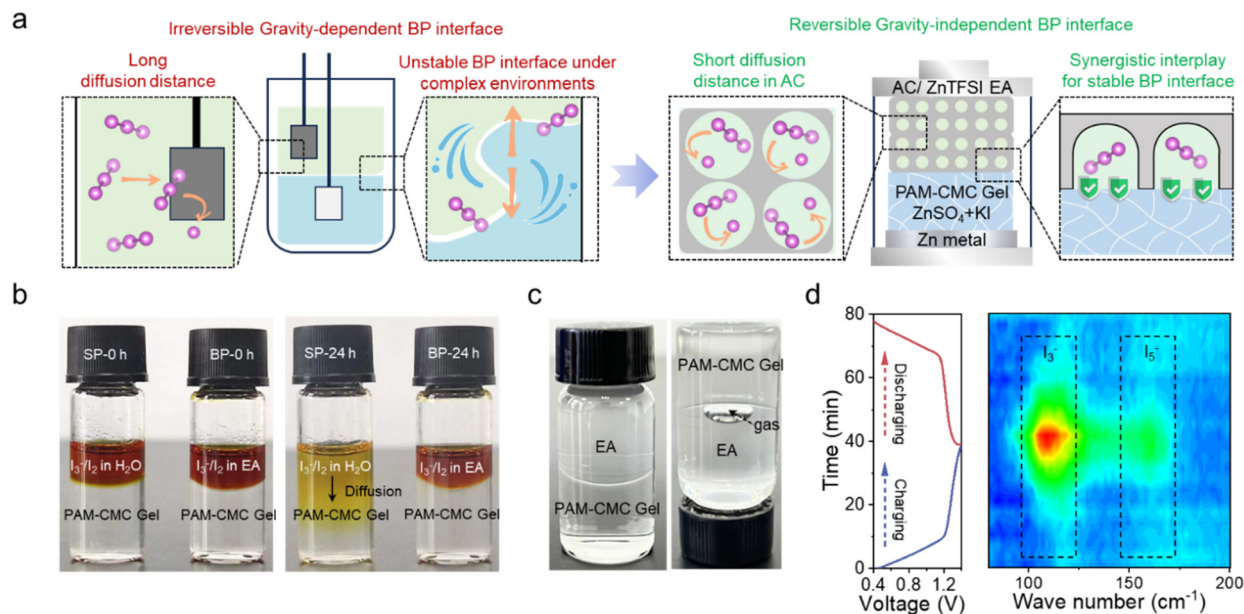 a
Irreversible Gravity-dependent BP interface
Long
diffusion distance
Unstable BP interface under
complex environments
Reversible Gravity-independent BP interface
Short diffusion
distance in AC
AC/ ZnTFSI EA
PAM-CMC Gel
ZnSO₄+KI
Zn metal
Synergistic interplay
for stable BP interface
b
SP-0 h
BP-0 h
SP-24 h
BP-24 h
I₃⁻/I₂ in H₂O
I₃⁻/I₂ in EA
I₃⁻/I₂ in H₂O
I₃⁻/I₂ in EA
Diffusion
PAM-CMC Gel
PAM-CMC Gel
PAM-CMC Gel
PAM-CMC Gel
c
EA
PAM-CMC Gel
PAM-CMC Gel
gas
EA
d
Time (min)
80
60
40
20
0
Discharging
Charging
0.4 0.8 1.2
Voltage (V)
I₃⁻
I₅⁻
100 150 200
Wave number (cm⁻¹)